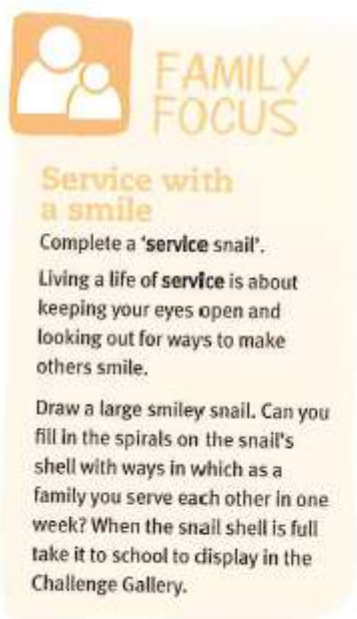 FAMILY
FOCUS
Service with
a smile
Complete a 'service snail'.
Living a life of service is about
keeping your eyes open and
looking out for ways to make
others smile.
Draw a large smiley snail. Can you
fill in the spirals on the snail's
shell with ways in which as a
family you serve each other in one
week? When the snail shell is full
take it to school to display in the
Challenge Gallery.